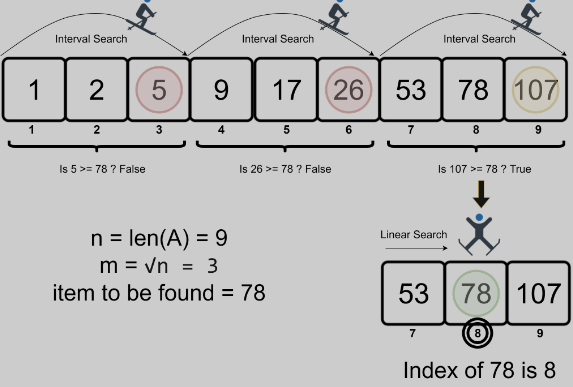 Interval Search Interval Search Interval Search
1 2 5 9 17 26 53 78 107
1 2 3 4 5 6 7 8 9
Is 5 >= 78 ? False Is 26 >= 78 ? False Is 107 >= 78 ? True
n = len(A) = 9
m = √n = 3
item to be found = 78
Linear Search
53 78 107
7 8 9
Index of 78 is 8